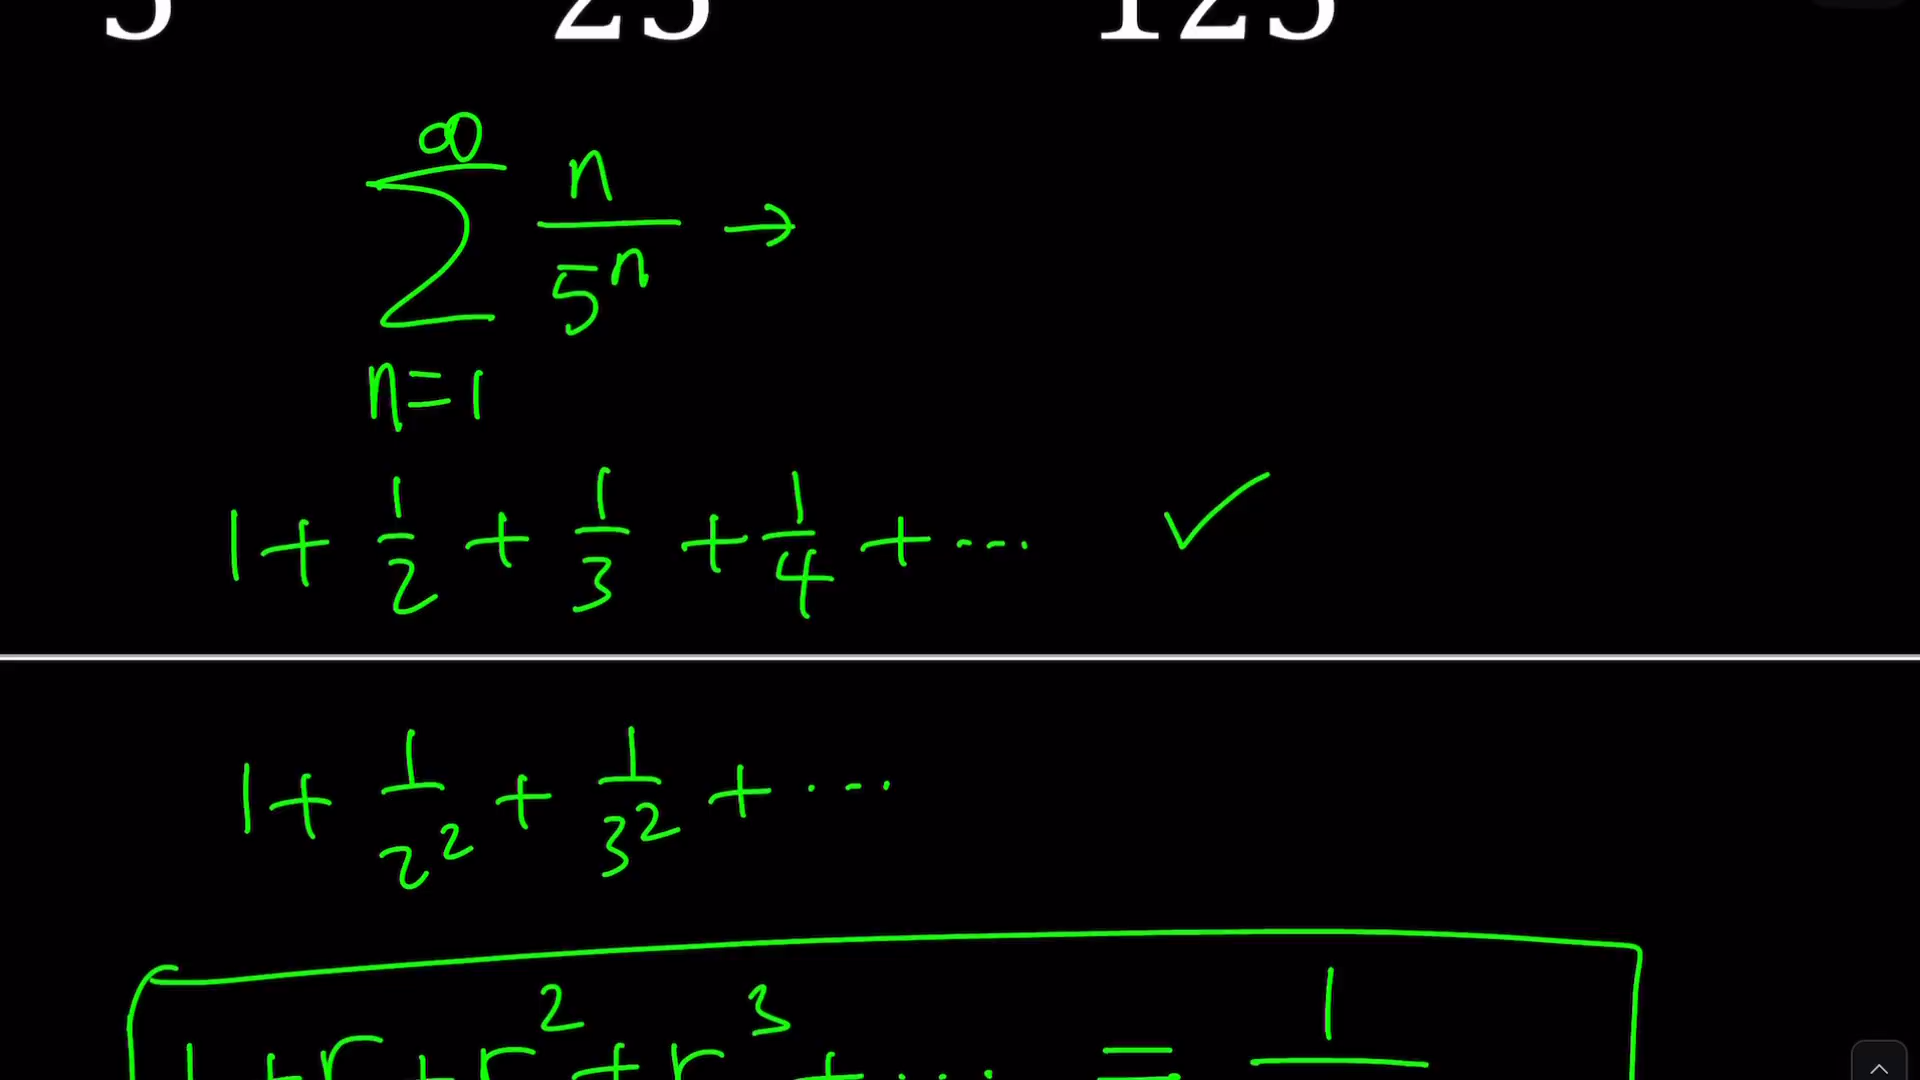 5 25 125
∞
∑ n/5ⁿ →
n=1
1 + 1/2 + 1/3 + 1/4 + ... ✓
1 + 1/2² + 1/3² + ...
1 + r + r² + r³ + ... = 1